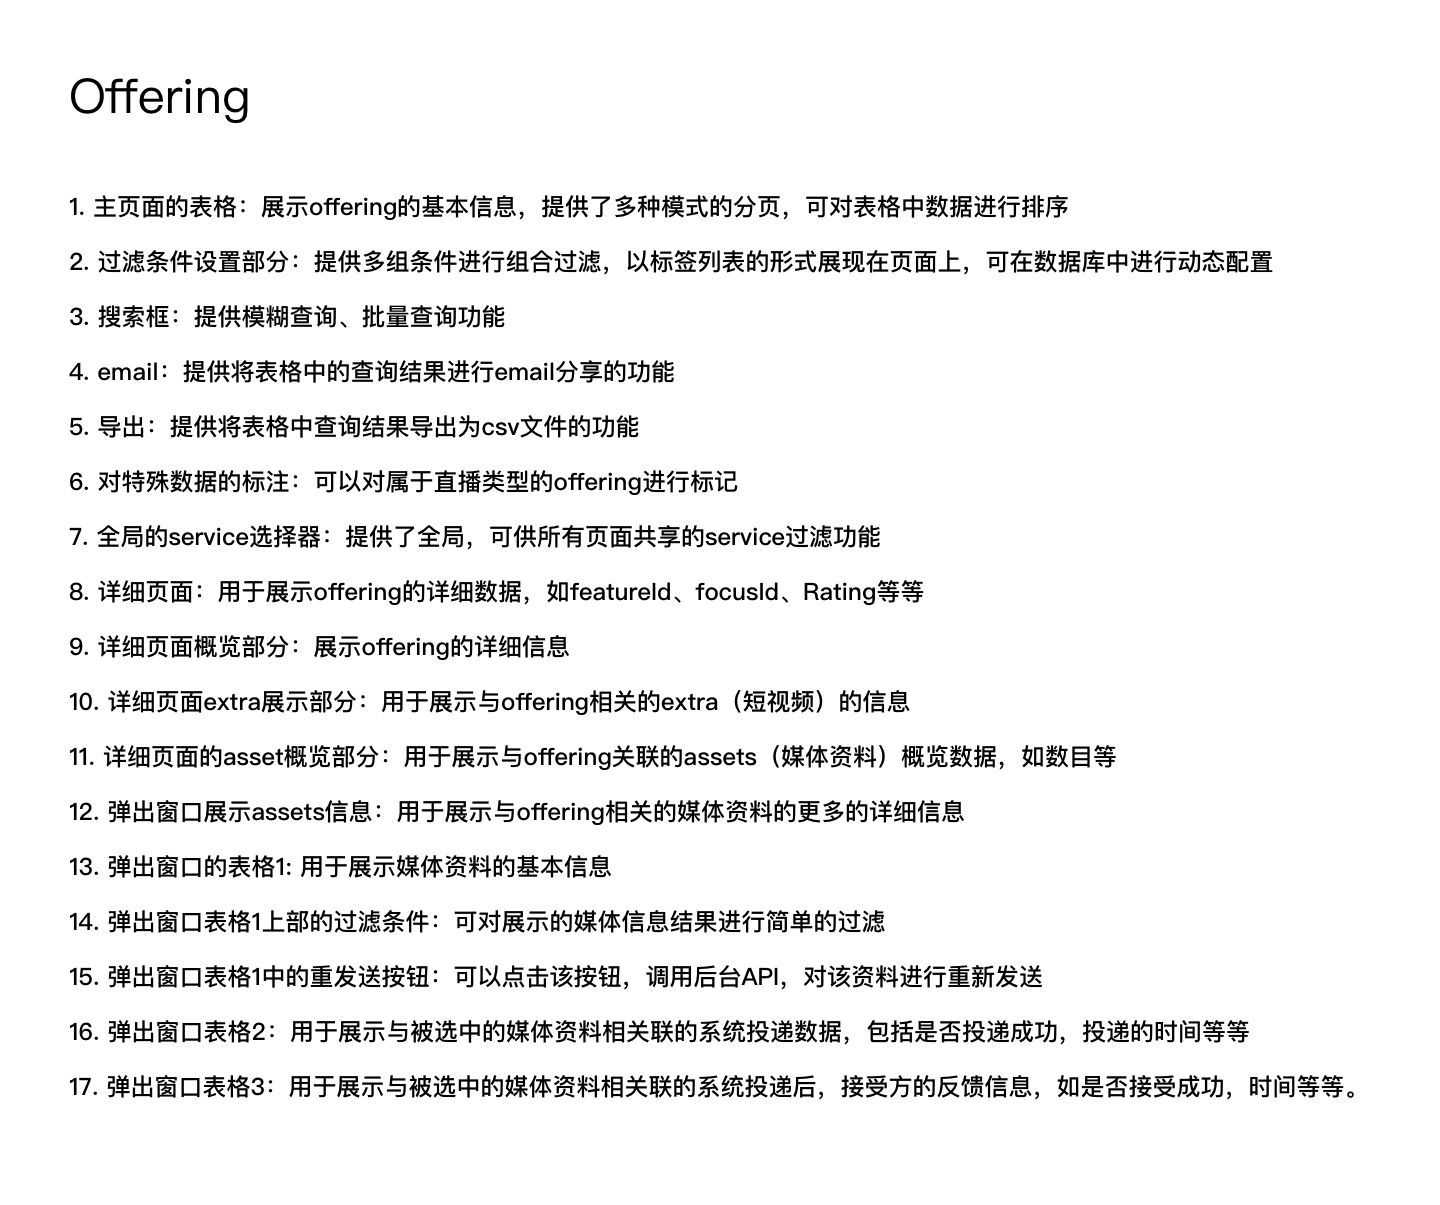 Offering
1. 主页面的表格：展示offering的基本信息，提供了多种模式的分页，可对表格中数据进行排序
2. 过滤条件设置部分：提供多组条件进行组合过滤，以标签列表的形式展现在页面上，可在数据库中进行动态配置
3. 搜索框：提供模糊查询、批量查询功能
4. email：提供将表格中的查询结果进行email分享的功能
5. 导出：提供将表格中查询结果导出为csv文件的功能
6. 对特殊数据的标注：可以对属于直播类型的offering进行标记
7. 全局的service选择器：提供了全局，可供所有页面共享的service过滤功能
8. 详细页面：用于展示offering的详细数据，如featureId、focusId、Rating等等
9. 详细页面概览部分：展示offering的详细信息
10. 详细页面extra展示部分：用于展示与offering相关的extra（短视频）的信息
11. 详细页面的asset概览部分：用于展示与offering关联的assets（媒体资料）概览数据，如数目等
12. 弹出窗口展示assets信息：用于展示与offering相关的媒体资料的更多的详细信息
13. 弹出窗口的表格1: 用于展示媒体资料的基本信息
14. 弹出窗口表格1上部的过滤条件：可对展示的媒体信息结果进行简单的过滤
15. 弹出窗口表格1中的重发送按钮：可以点击该按钮，调用后台API，对该资料进行重新发送
16. 弹出窗口表格2：用于展示与被选中的媒体资料相关联的系统投递数据，包括是否投递成功，投递的时间等等
17. 弹出窗口表格3：用于展示与被选中的媒体资料相关联的系统投递后，接受方的反馈信息，如是否接受成功，时间等等。